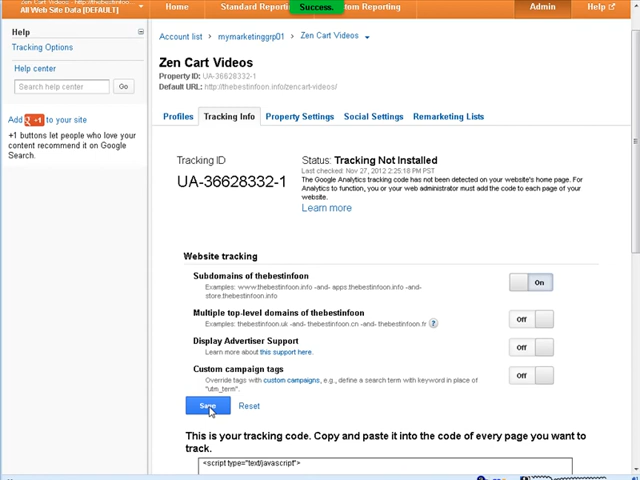 Zen Cart Videos - http://thebestinfoo...
All Web Site Data [DEFAULT]
Home
Standard Reporti
Success.
tom Reporting
Admin
Help
Help
Tracking Options
Help center
Search help center
Go
Add +1 to your site
+1 buttons let people who love your
content recommend it on Google
Search.
Account list
mymarketinggrp01
Zen Cart Videos
Zen Cart Videos
Property ID: UA-36628332-1
Default URL: http://thebestinfoon.info/zencart-videos/
Profiles
Tracking Info
Property Settings
Social Settings
Remarketing Lists
Tracking ID
UA-36628332-1
Status: Tracking Not Installed
Last checked: Nov 27, 2012 2:25:18 PM PST
The Google Analytics tracking code has not been detected on your website's home page. For
Analytics to function, you or your web administrator must add the code to each page of your
website.
Learn more
Website tracking
Subdomains of thebestinfoon
Examples: www.thebestinfoon.info -and- apps.thebestinfoon.info -and-
store.thebestinfoon.info
On
Multiple top-level domains of thebestinfoon
Examples: thebestinfoon.uk -and- thebestinfoon.cn -and- thebestinfoon.fr ?
Off
Display Advertiser Support
Learn more about this support here.
Off
Custom campaign tags
Override tags with custom campaigns, e.g., define a search term with keyword in place of
"utm_term".
Off
Save
Reset
This is your tracking code. Copy and paste it into the code of every page you want to
track.
<script type="text/javascript">